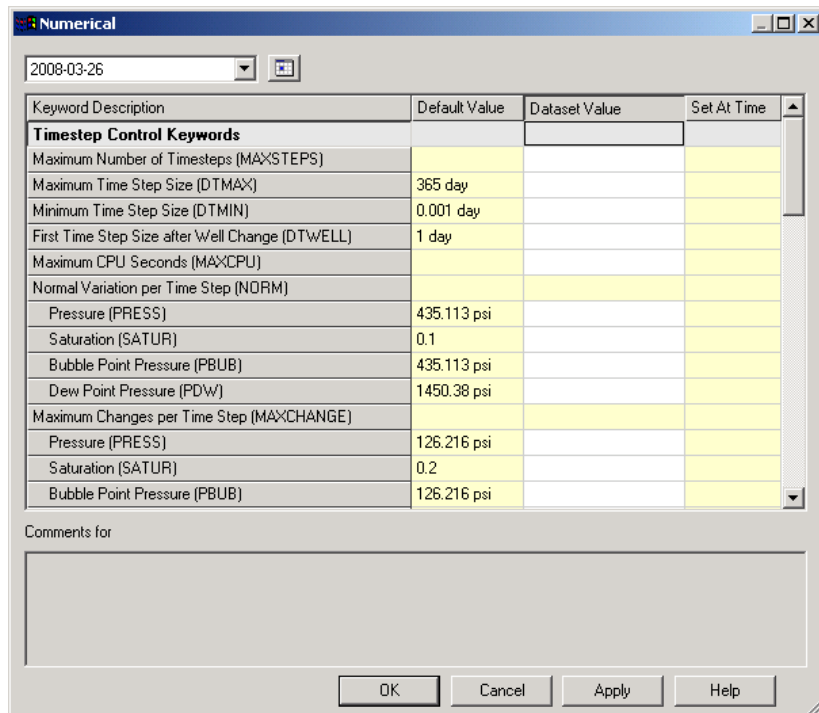 Numerical
2008-03-26
Keyword Description Default Value Dataset Value Set At Time
Timestep Control Keywords
Maximum Number of Timesteps (MAXSTEPS)
Maximum Time Step Size (DTMAX) 365 day
Minimum Time Step Size (DTMIN) 0.001 day
First Time Step Size after Well Change (DTWELL) 1 day
Maximum CPU Seconds (MAXCPU)
Normal Variation per Time Step (NORM)
Pressure (PRESS) 435.113 psi
Saturation (SATUR) 0.1
Bubble Point Pressure (PBUB) 435.113 psi
Dew Point Pressure (PDW) 1450.38 psi
Maximum Changes per Time Step (MAXCHANGE)
Pressure (PRESS) 126.216 psi
Saturation (SATUR) 0.2
Bubble Point Pressure (PBUB) 126.216 psi
Comments for
OK Cancel Apply Help